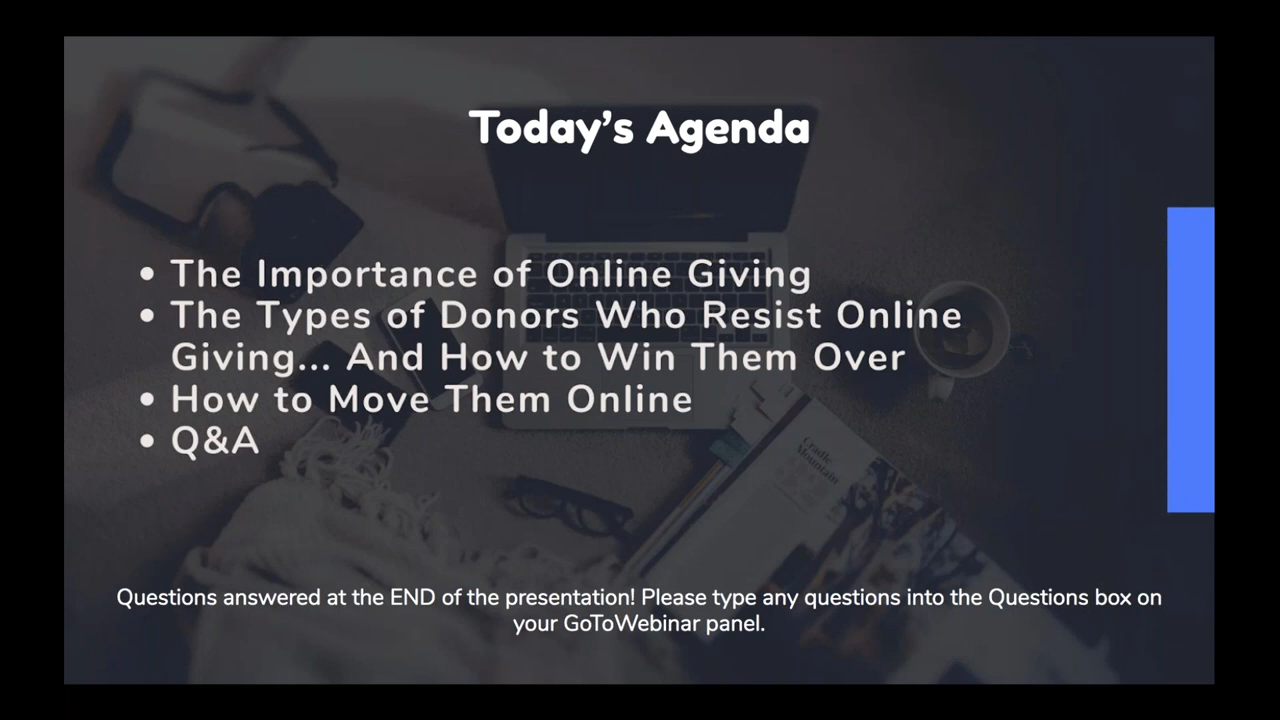 Today's Agenda
• The Importance of Online Giving
• The Types of Donors Who Resist Online
Giving... And How to Win Them Over
• How to Move Them Online
• Q&A
Cradle
Mountain
Questions answered at the END of the presentation! Please type any questions into the Questions box on
your GoToWebinar panel.